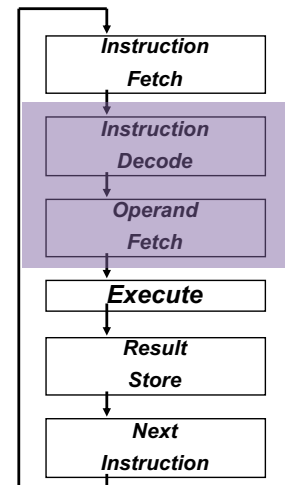 Instruction
Fetch
Instruction
Decode
Operand
Fetch
Execute
Result
Store
Next
Instruction